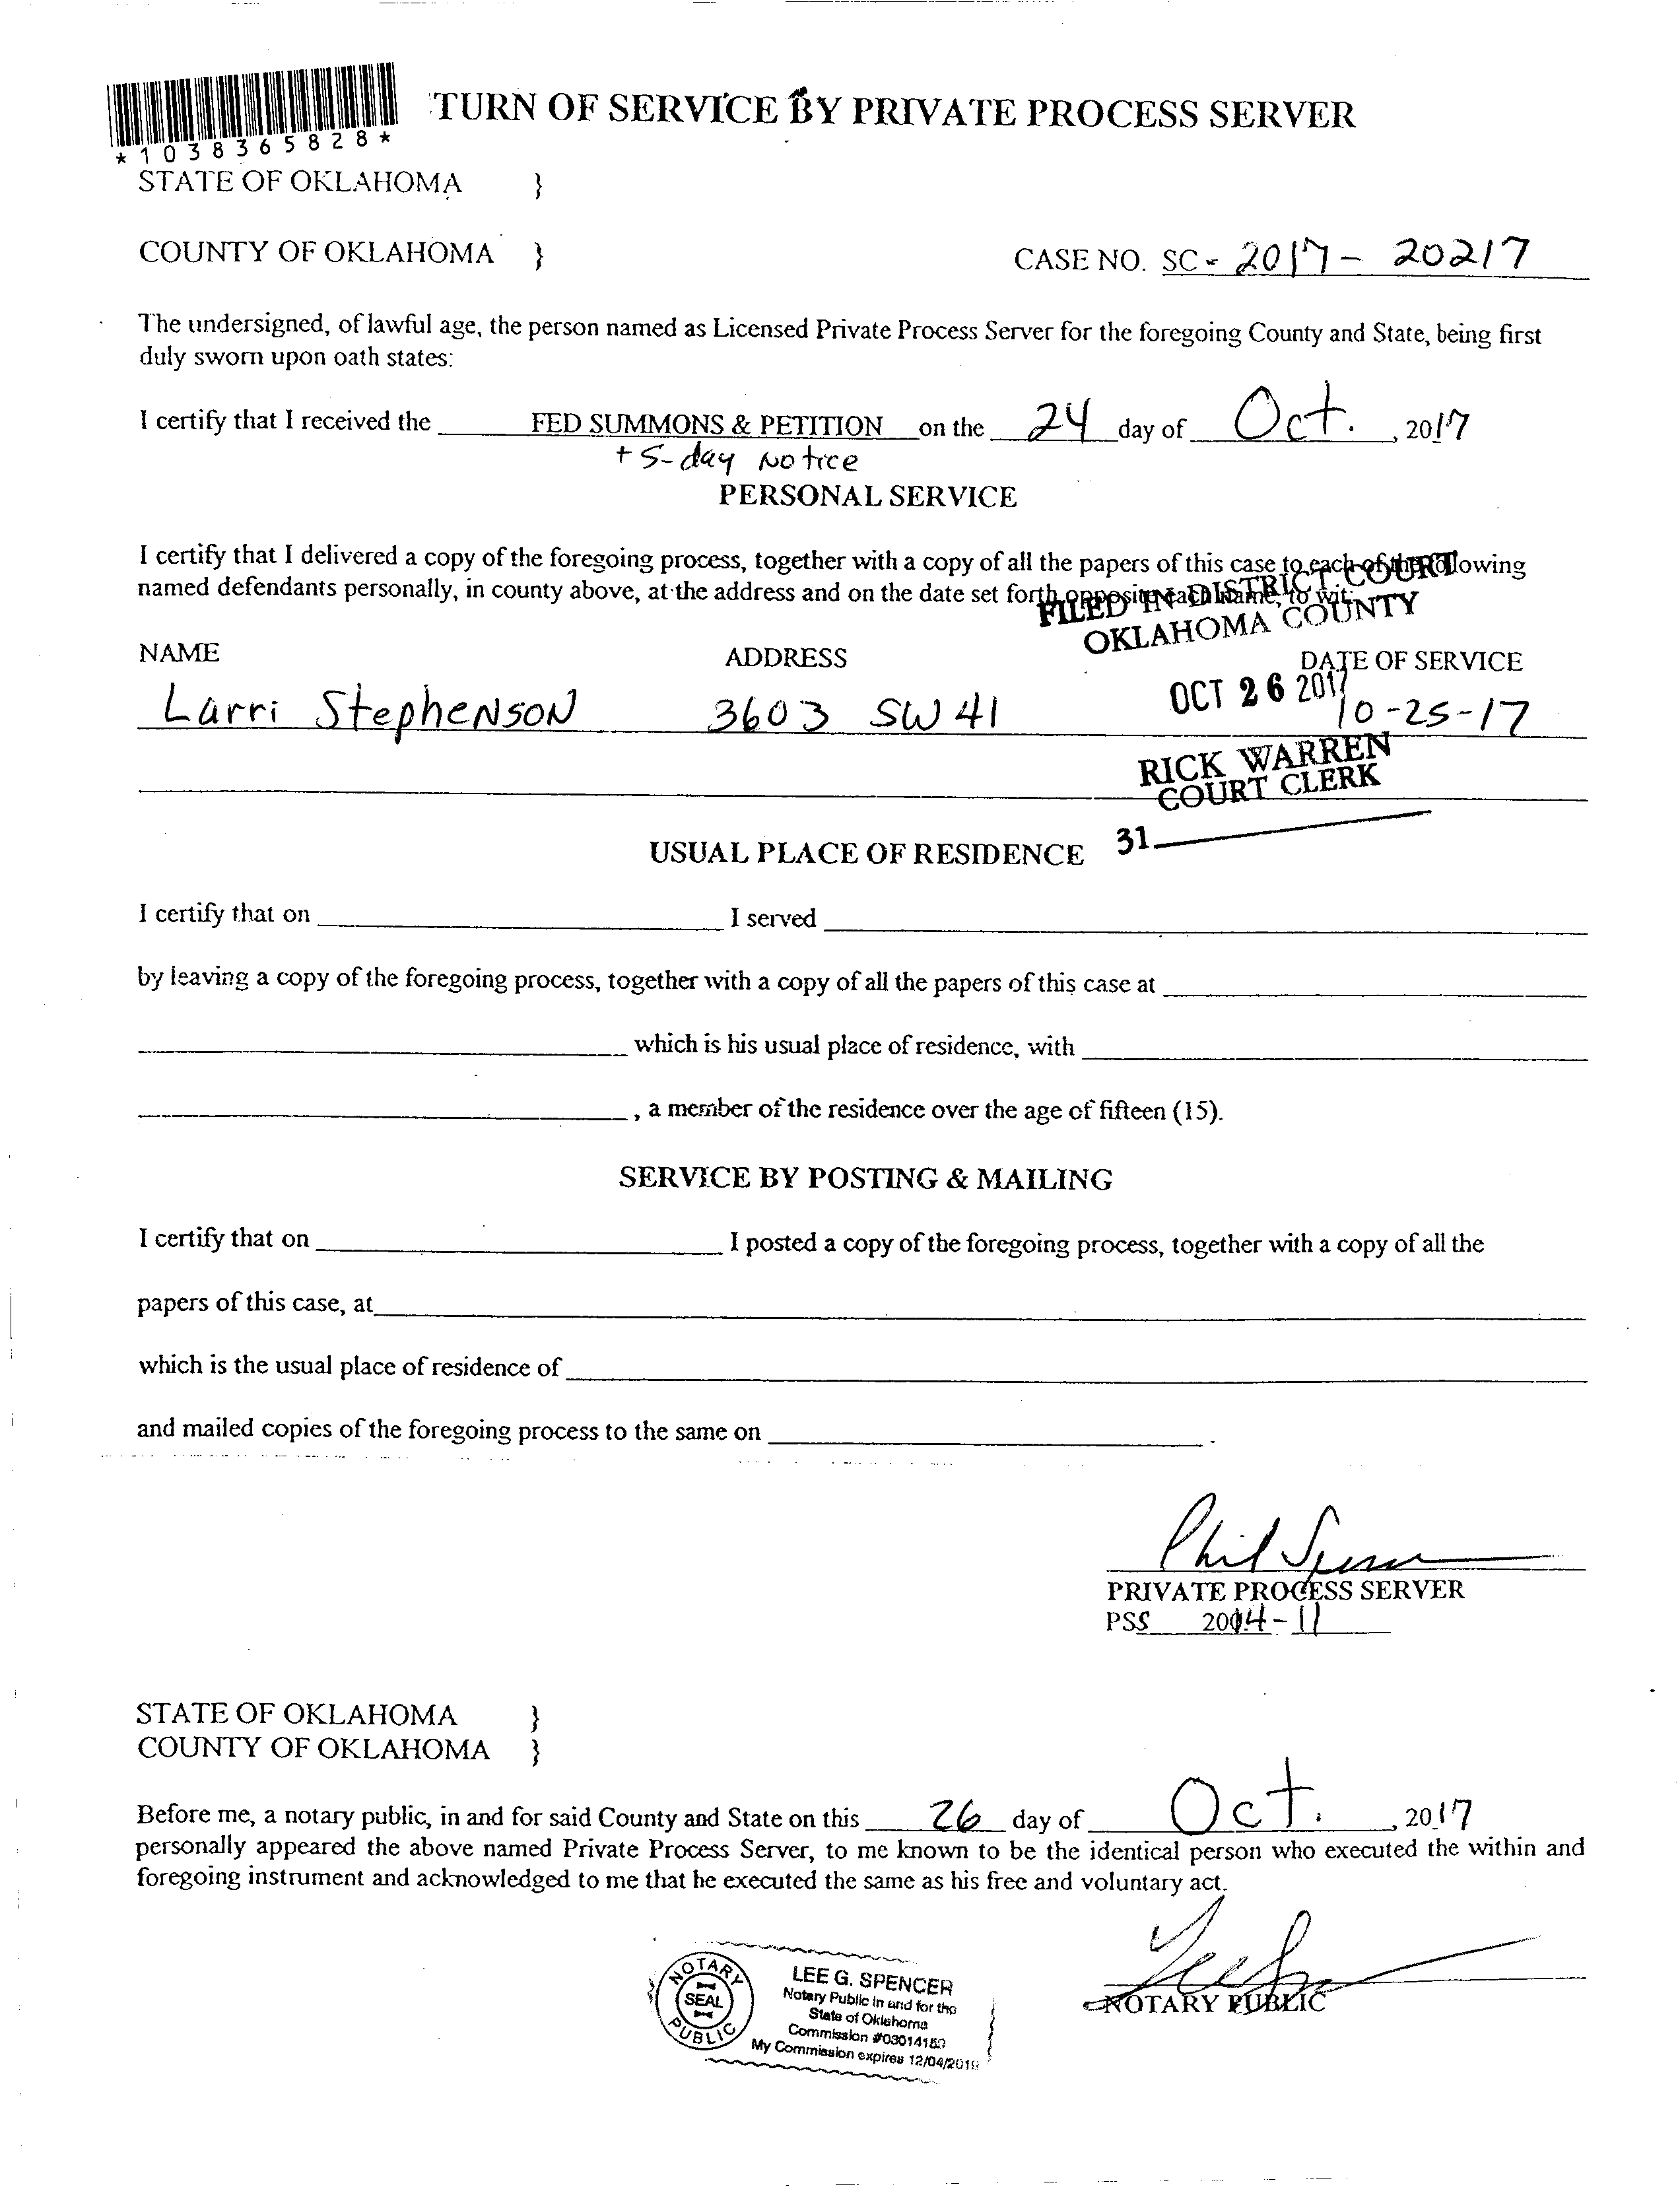 TURN OF SERVICE BY PRIVATE PROCESS SERVER
*1038365828*
STATE OF OKLAHOMA }
COUNTY OF OKLAHOMA } CASE NO. SC - 2017 - 20217
The undersigned, of lawful age, the person named as Licensed Private Process Server for the foregoing County and State, being first
duly sworn upon oath states:
I certify that I received the FED SUMMONS & PETITION on the 24 day of Oct. , 2017
+ 5-day Notice
PERSONAL SERVICE
I certify that I delivered a copy of the foregoing process, together with a copy of all the papers of this case to each of the following
named defendants personally, in county above, at the address and on the date set forth opposite each name, to wit:
FILED IN DISTRICT COURT
OKLAHOMA COUNTY
NAME ADDRESS DATE OF SERVICE
OCT 26 2017
Larri Stephenson 3603 SW 41 10-25-17
RICK WARREN
COURT CLERK
31
USUAL PLACE OF RESIDENCE
I certify that on I served
by leaving a copy of the foregoing process, together with a copy of all the papers of this case at
which is his usual place of residence, with
, a member of the residence over the age of fifteen (15).
SERVICE BY POSTING & MAILING
I certify that on I posted a copy of the foregoing process, together with a copy of all the
papers of this case, at
which is the usual place of residence of
and mailed copies of the foregoing process to the same on .
Phil
PRIVATE PROCESS SERVER
PSS 2014-11
STATE OF OKLAHOMA }
COUNTY OF OKLAHOMA }
Before me, a notary public, in and for said County and State on this 26 day of Oct. , 2017
personally appeared the above named Private Process Server, to me known to be the identical person who executed the within and
foregoing instrument and acknowledged to me that he executed the same as his free and voluntary act.
NOTARY PUBLIC
NOTARY
SEAL
PUBLIC
LEE G. SPENCER
Notary Public in and for the
State of Oklahoma
Commission
My Commission expires